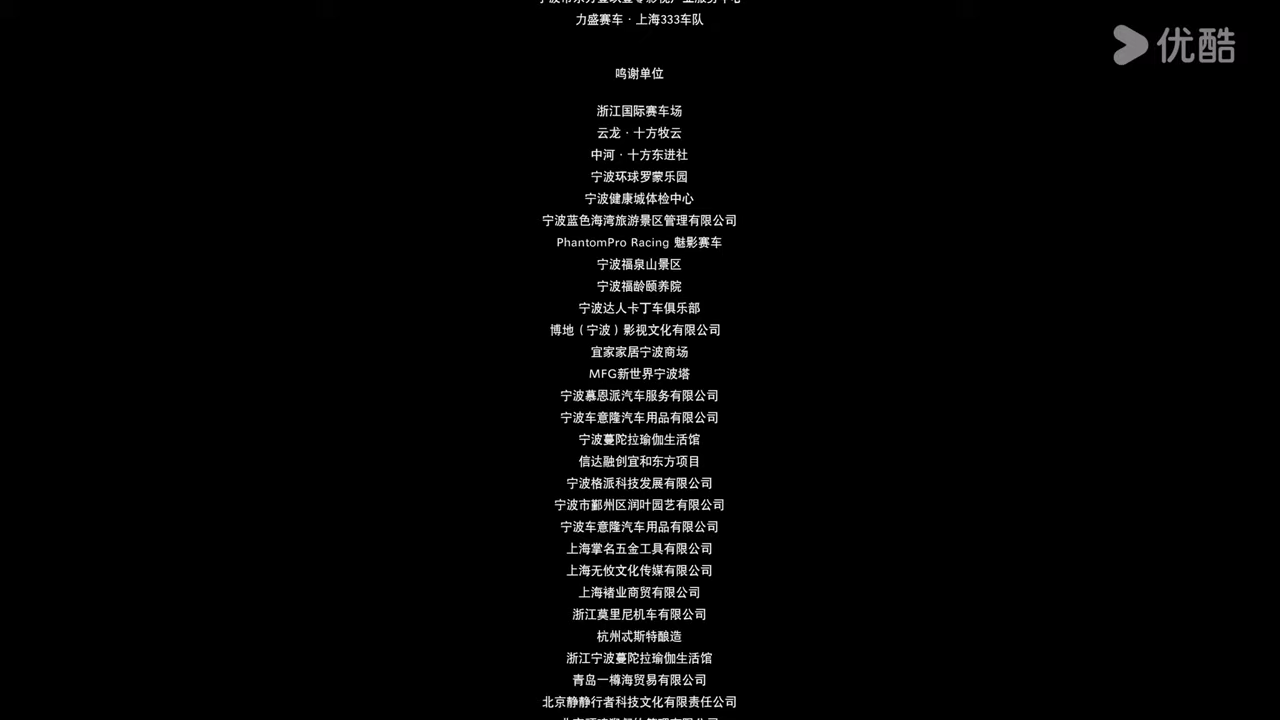 力盛赛车·上海333车队
优酷
鸣谢单位
浙江国际赛车场
云龙·十方牧云
中河·十方东进社
宁波环球罗蒙乐园
宁波健康城体检中心
宁波蓝色海湾旅游景区管理有限公司
PhantomPro Racing 魅影赛车
宁波福泉山景区
宁波福龄颐养院
宁波达人卡丁车俱乐部
博地（宁波）影视文化有限公司
宜家家居宁波商场
MFG新世界宁波塔
宁波慕恩派汽车服务有限公司
宁波车意隆汽车用品有限公司
宁波蔓陀拉瑜伽生活馆
信达融创宜和东方项目
宁波格派科技发展有限公司
宁波市鄞州区润叶园艺有限公司
宁波车意隆汽车用品有限公司
上海掌名五金工具有限公司
上海无攸文化传媒有限公司
上海褚业商贸有限公司
浙江莫里尼机车有限公司
杭州忒斯特酿造
浙江宁波蔓陀拉瑜伽生活馆
青岛一樽海贸易有限公司
北京静静行者科技文化有限责任公司